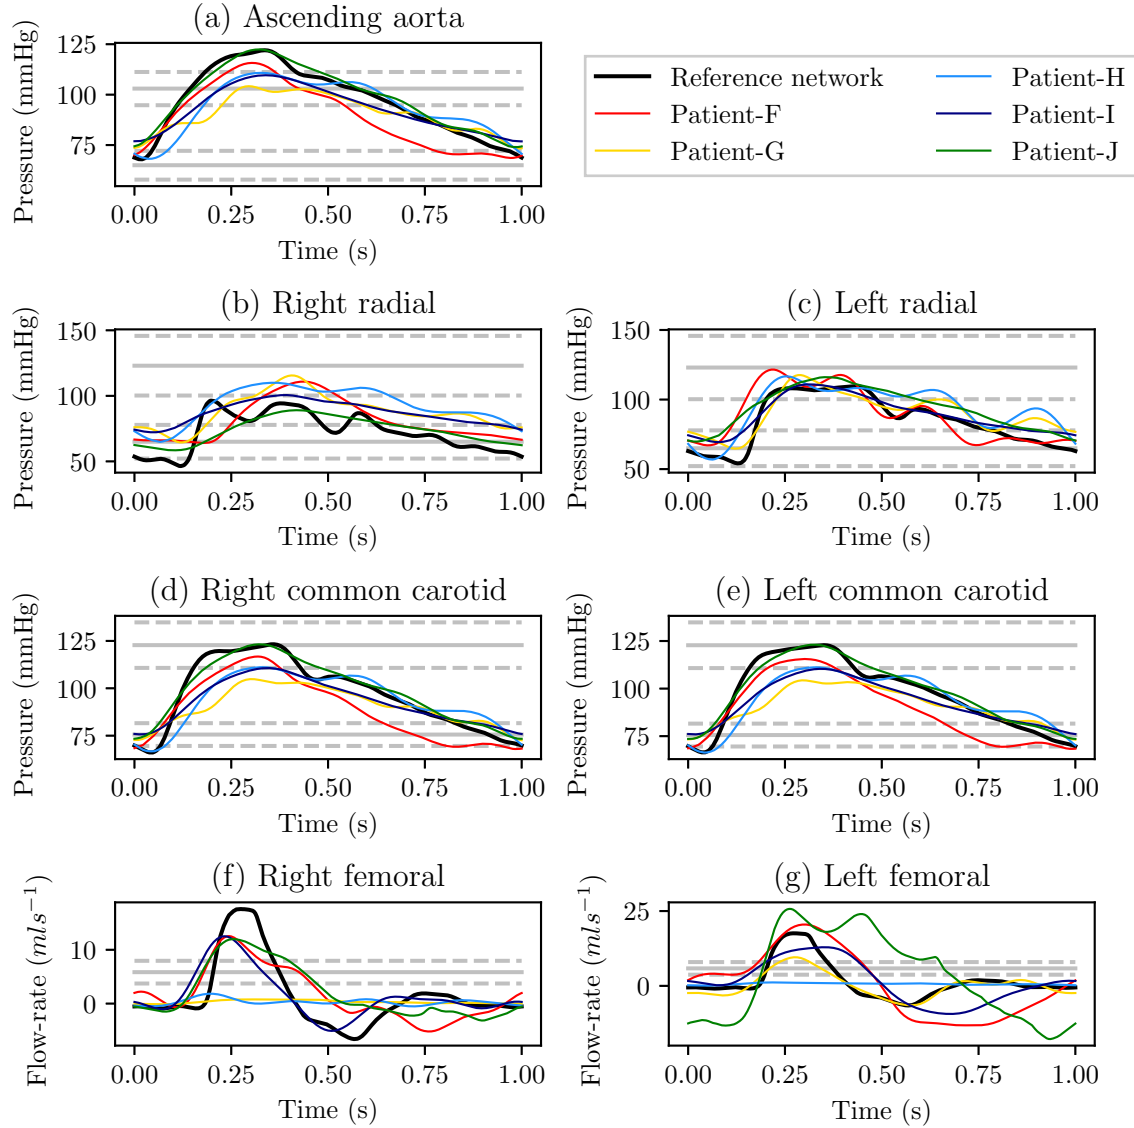 (a) Ascending aorta
Pressure (mmHg)
125
100
75
0.00 0.25 0.50 0.75 1.00
Time (s)
Reference network
Patient-F
Patient-G
Patient-H
Patient-I
Patient-J
(b) Right radial
Pressure (mmHg)
150
100
50
0.00 0.25 0.50 0.75 1.00
Time (s)
(c) Left radial
Pressure (mmHg)
150
100
50
0.00 0.25 0.50 0.75 1.00
Time (s)
(d) Right common carotid
Pressure (mmHg)
125
100
75
0.00 0.25 0.50 0.75 1.00
Time (s)
(e) Left common carotid
Pressure (mmHg)
125
100
75
0.00 0.25 0.50 0.75 1.00
Time (s)
(f) Right femoral
Flow-rate (mls⁻¹)
10
0
0.00 0.25 0.50 0.75 1.00
Time (s)
(g) Left femoral
Flow-rate (mls⁻¹)
25
0
0.00 0.25 0.50 0.75 1.00
Time (s)